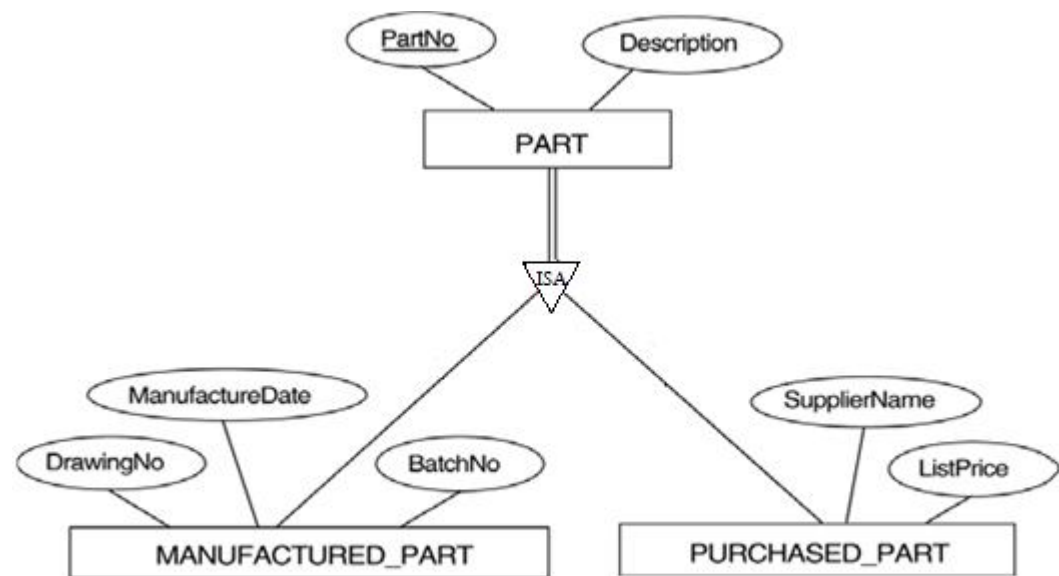 PartNo
Description
PART
ISA
ManufactureDate
SupplierName
DrawingNo
BatchNo
ListPrice
MANUFACTURED_PART
PURCHASED_PART